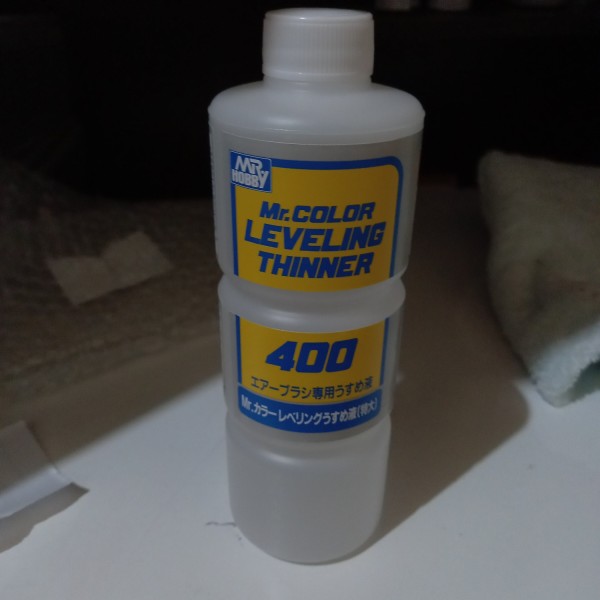 MR
HOBBY
Mr.COLOR
LEVELING
THINNER
400
エアーブラシ専用うすめ液
Mr.カラーレベリングうすめ液(特大)